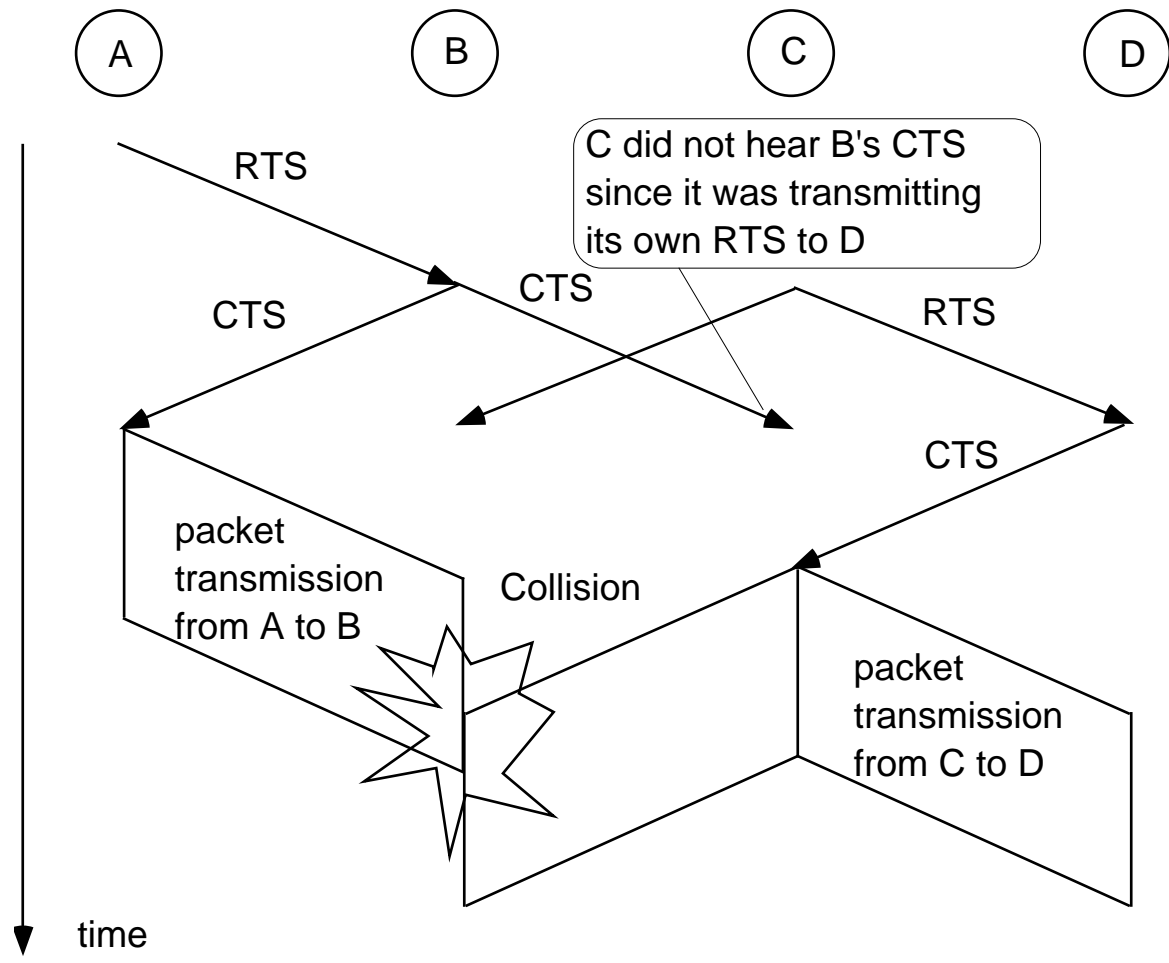 A
B
C
D
C did not hear B's CTS
since it was transmitting
its own RTS to D
RTS
CTS
CTS
RTS
CTS
packet
transmission
from A to B
Collision
packet
transmission
from C to D
time